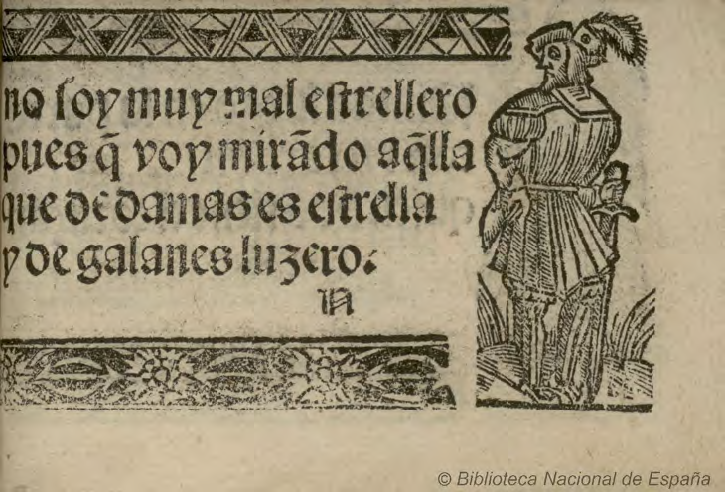 no soy muy mal estrellero
pues q̃ voy mirãdo aq̃lla
que de damas es estrella
y de galanes luzero:
© Biblioteca Nacional de España